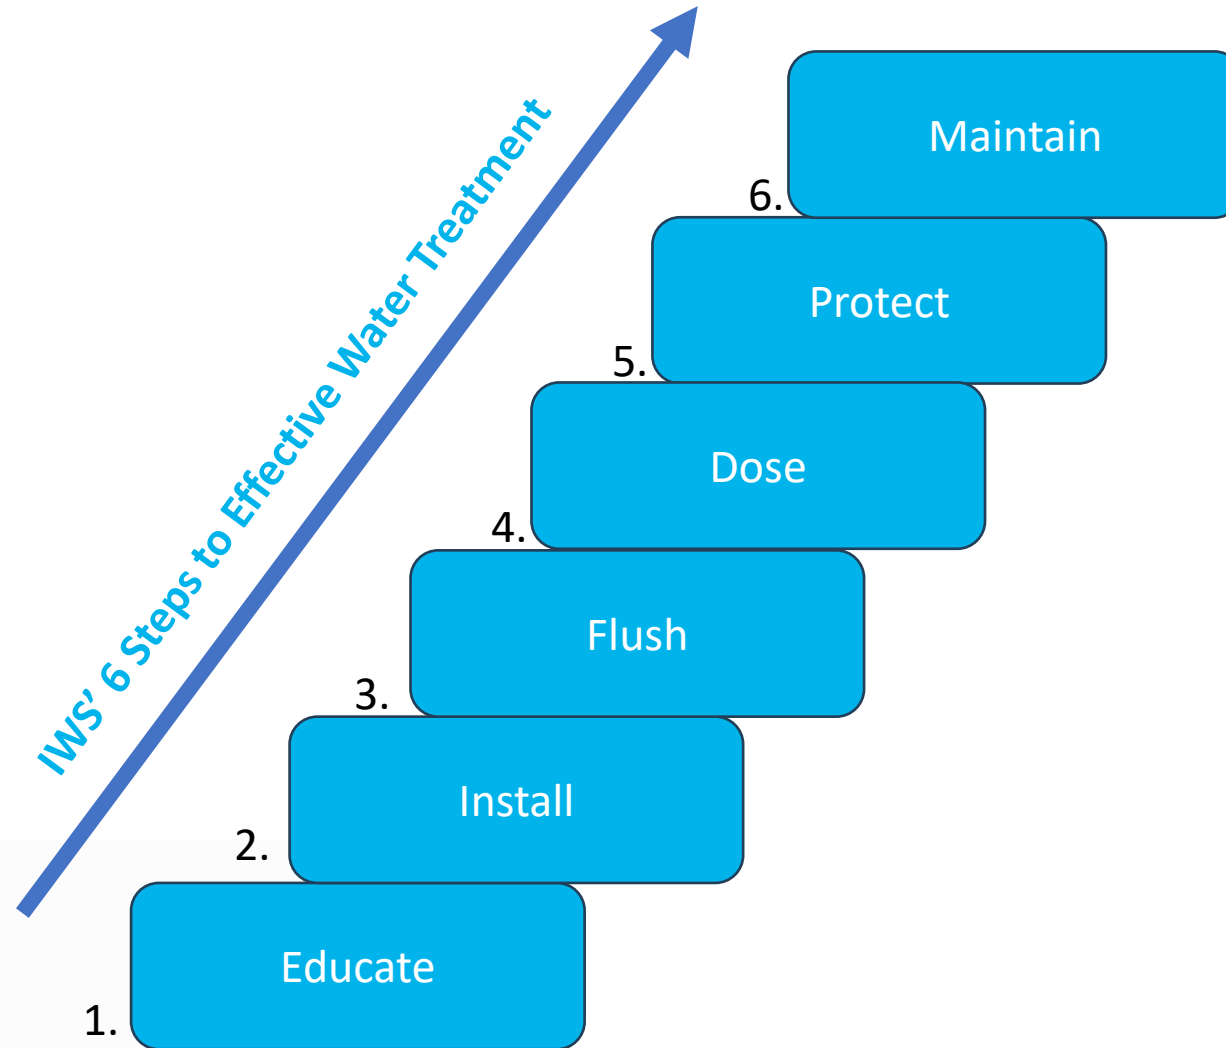 IWS’ 6 Steps to Effective Water Treatment
6. Maintain
5. Protect
4. Dose
3. Flush
2. Install
1. Educate